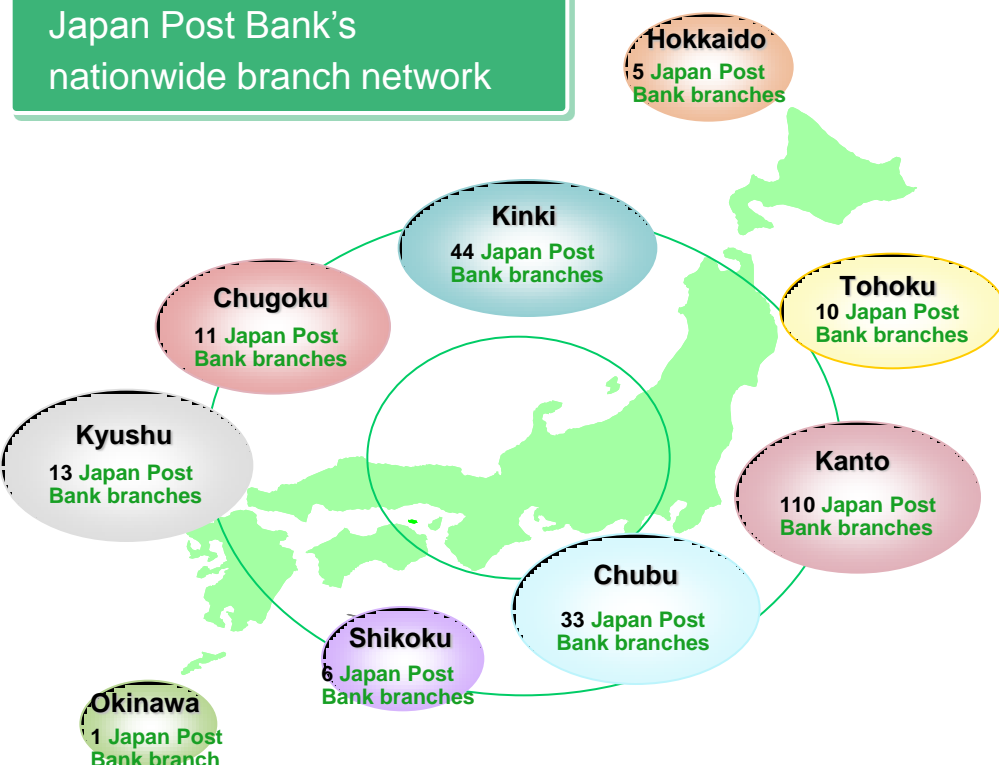 Japan Post Bank's
nationwide branch network
Hokkaido
5 Japan Post
Bank branches
Kinki
44 Japan Post
Bank branches
Chugoku
11 Japan Post
Bank branches
Tohoku
10 Japan Post
Bank branches
Kyushu
13 Japan Post
Bank branches
Kanto
110 Japan Post
Bank branches
Chubu
33 Japan Post
Bank branches
Shikoku
6 Japan Post
Bank branches
Okinawa
1 Japan Post
Bank branch